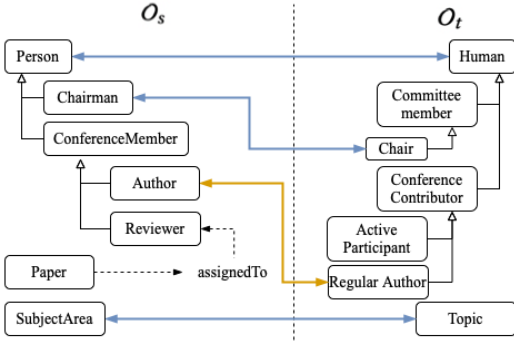 O_s
O_t
Person
Human
Chairman
Committee
member
ConferenceMember
Chair
Author
Conference
Contributor
Reviewer
Active
Participant
Paper
assignedTo
Regular Author
SubjectArea
Topic